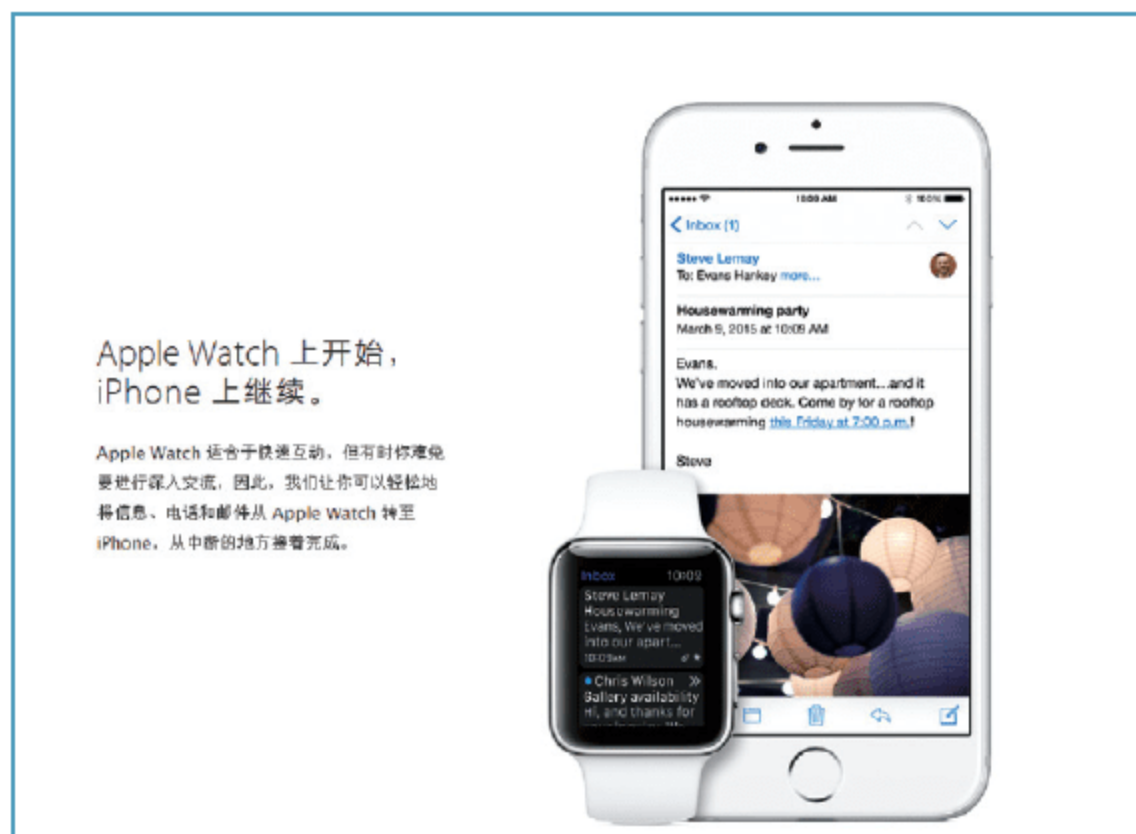 Apple Watch 上开始，
iPhone 上继续。
Apple Watch 适合于快速互动，但有时你难免
要进行深入交流，因此，我们让你可以轻松地
将信息、电话和邮件从 Apple Watch 转至
iPhone，从中断的地方接着完成。
10:09 AM
100%
Inbox (1)
Steve Lemay
To: Evans Hankey more...
Housewarming party
March 9, 2015 at 10:09 AM
Evans,
We've moved into our apartment...and it
has a rooftop deck. Come by for a rooftop
housewarming this Friday at 7:00 p.m.!
Steve
Inbox 10:09
Steve Lemay
Housewarming
Evans, We've moved
into our apart...
10:09AM
Chris Wilson
Gallery availability
Hi, and thanks for